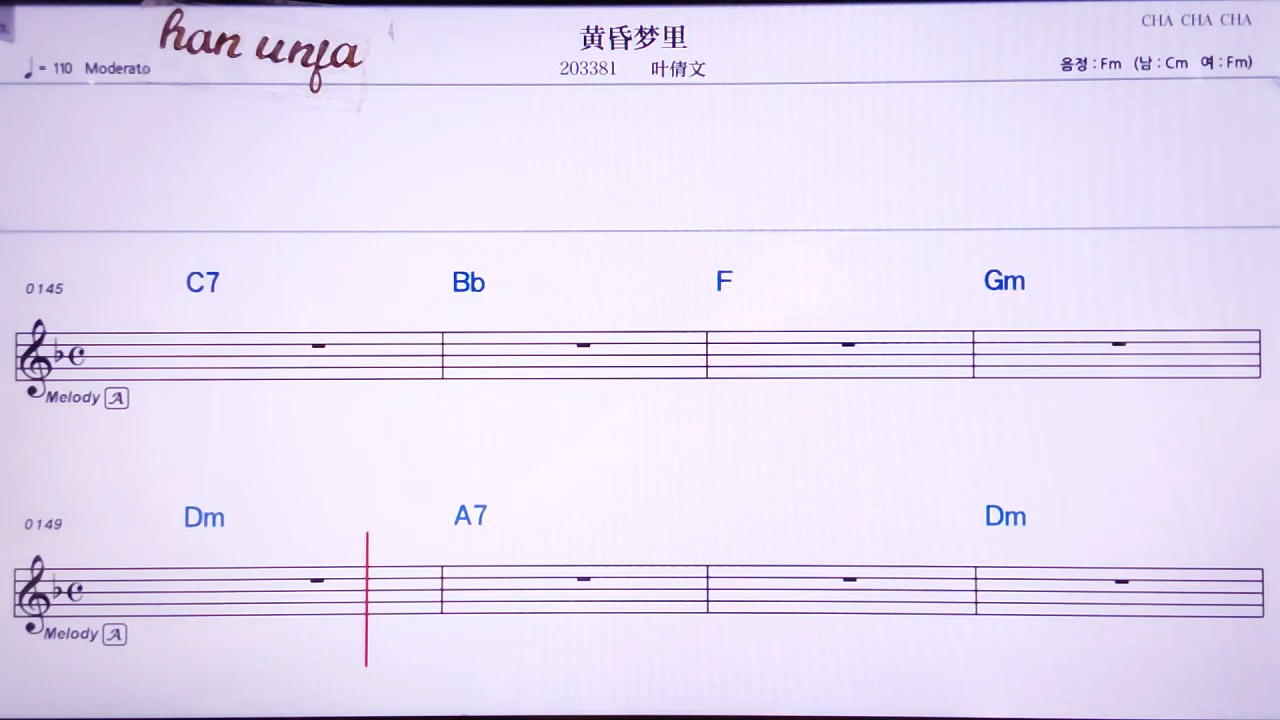 han unfa
CHA CHA CHA
黄昏梦里
♩= 110 Moderato
203381 叶倩文
음정 : Fm (남 : Cm 여 : Fm)
0145 C7 Bb F Gm
Melody A
0149 Dm A7 Dm
Melody A